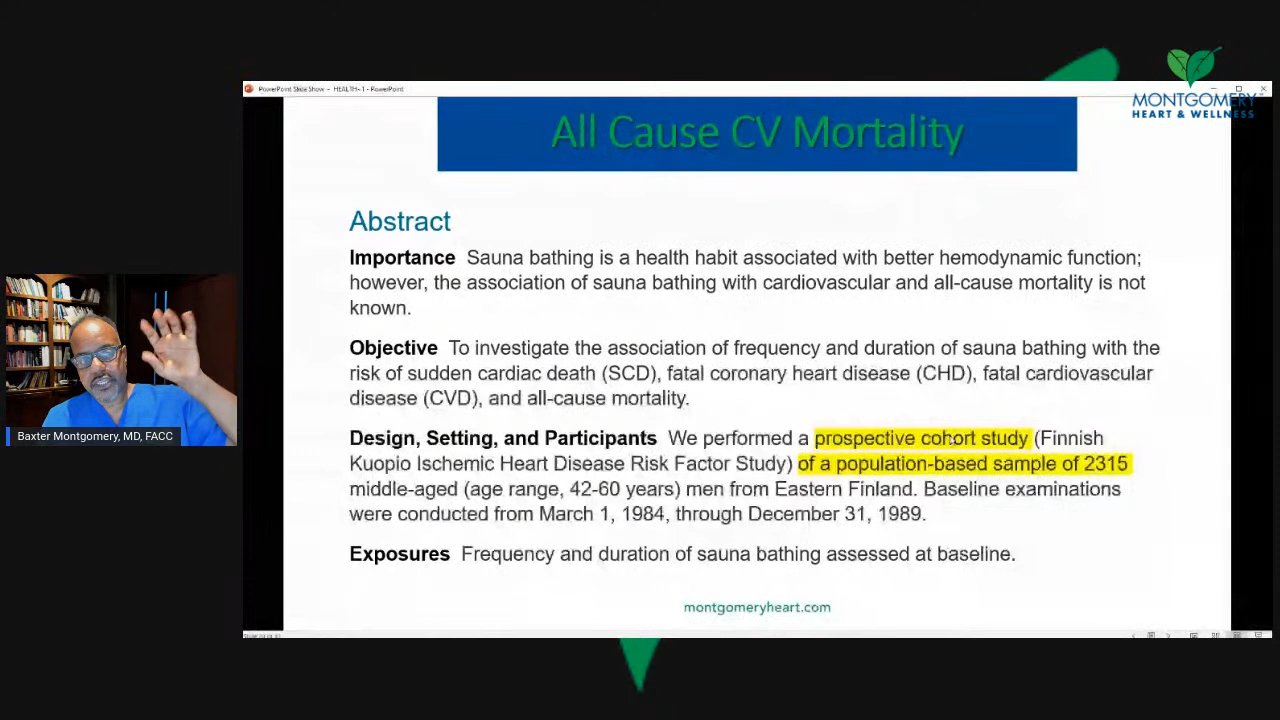 MONTGOMERY
HEART & WELLNESS
PowerPoint Slide Show - HEALTH~1 - PowerPoint
All Cause CV Mortality
Abstract
Importance Sauna bathing is a health habit associated with better hemodynamic function;
however, the association of sauna bathing with cardiovascular and all-cause mortality is not
known.
Objective To investigate the association of frequency and duration of sauna bathing with the
risk of sudden cardiac death (SCD), fatal coronary heart disease (CHD), fatal cardiovascular
disease (CVD), and all-cause mortality.
Design, Setting, and Participants We performed a prospective cohort study (Finnish
Kuopio Ischemic Heart Disease Risk Factor Study) of a population-based sample of 2315
middle-aged (age range, 42-60 years) men from Eastern Finland. Baseline examinations
were conducted from March 1, 1984, through December 31, 1989.
Exposures Frequency and duration of sauna bathing assessed at baseline.
montgomeryheart.com
Baxter Montgomery, MD, FACC